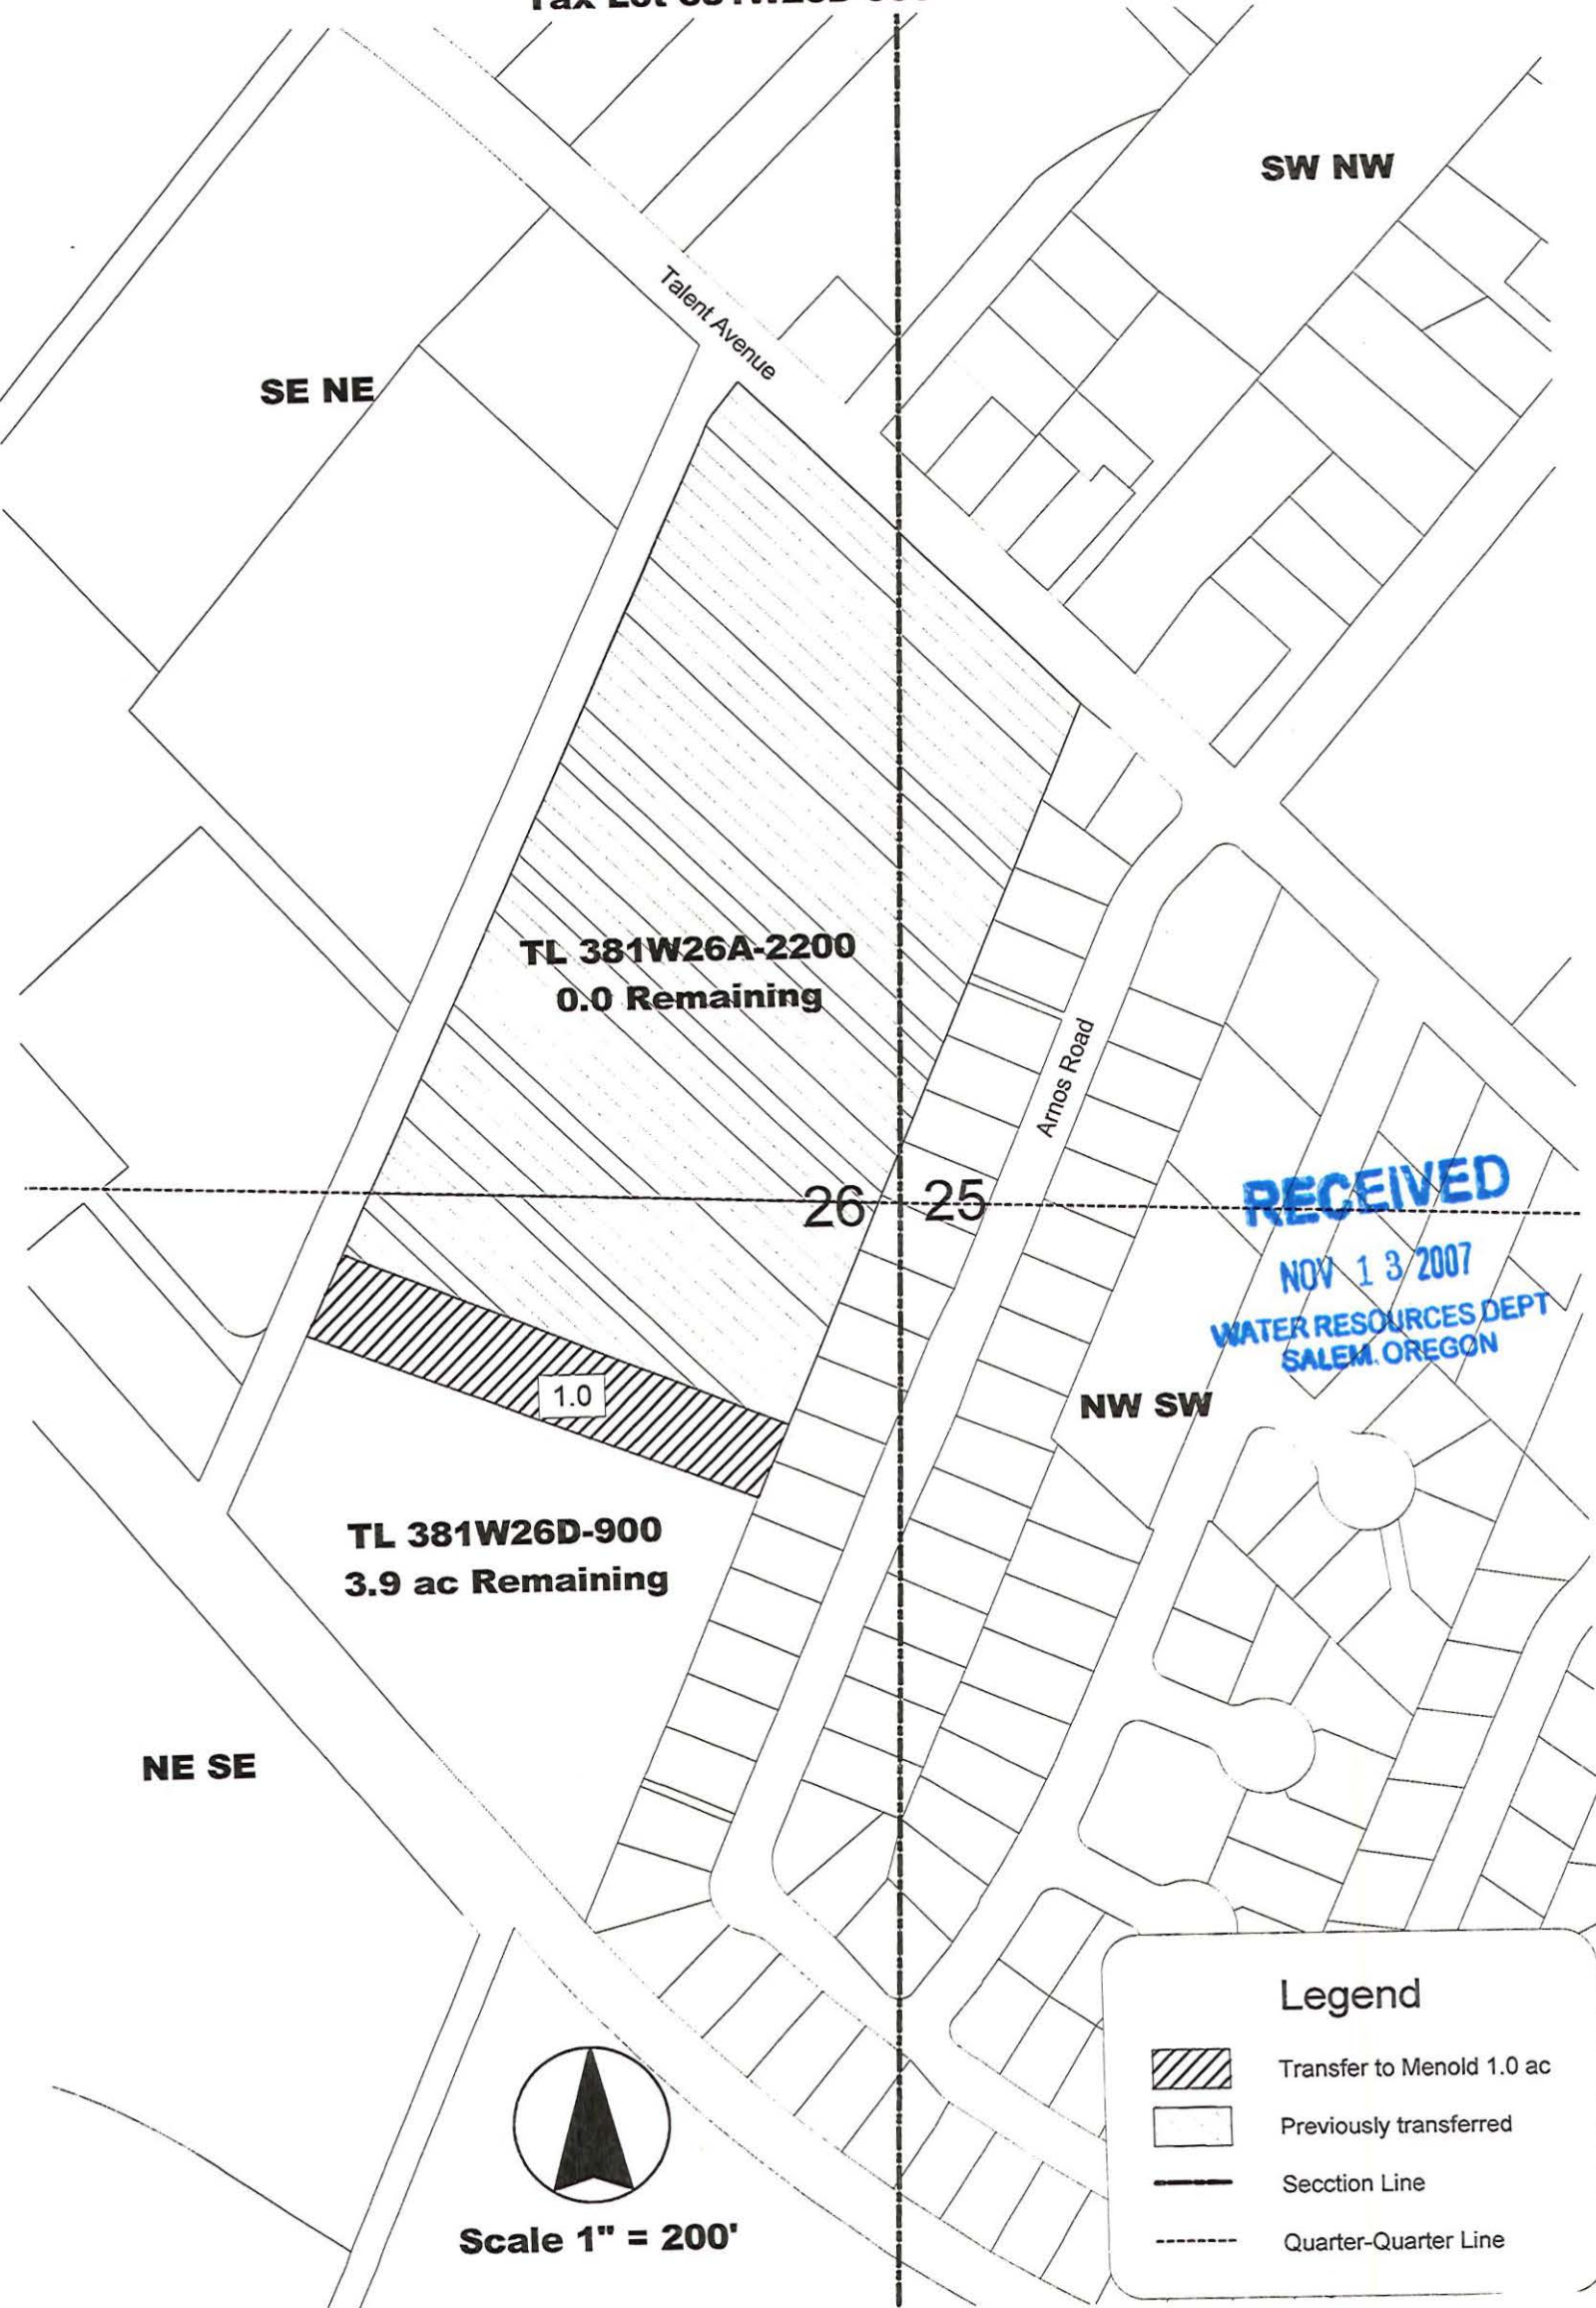 Tax Lot
SW NW
Talent Avenue
SE NE
TL 381W26A-2200
0.0 Remaining
Arnos Road
26 25
RECEIVED
NOV 13 2007
WATER RESOURCES DEPT
SALEM. OREGON
1.0
NW SW
TL 381W26D-900
3.9 ac Remaining
NE SE
Legend
Transfer to Menold 1.0 ac
Previously transferred
Secction Line
Quarter-Quarter Line
Scale 1" = 200'